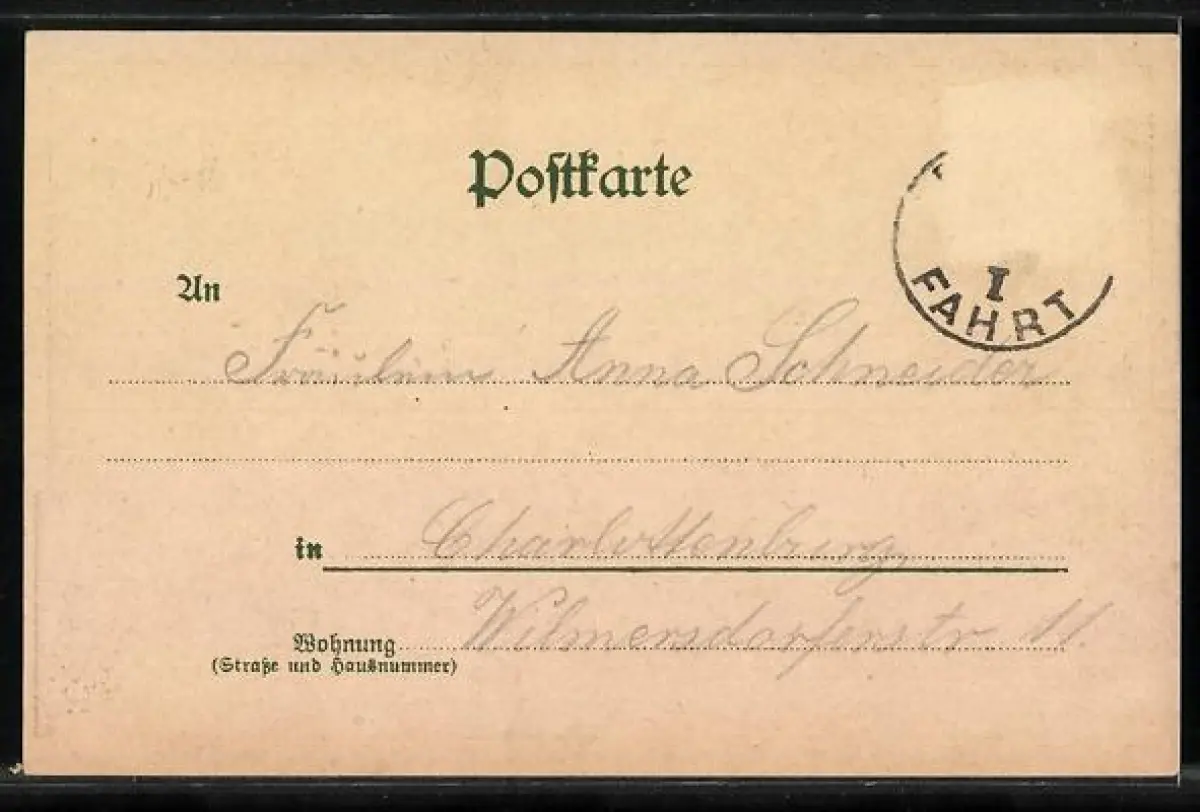 Postkarte
An
I
FAHRT
Fräulein Anna Schneider
in Charlottenburg,
Wohnung Wilmersdorferstr 11.
(Straße und Hausnummer)